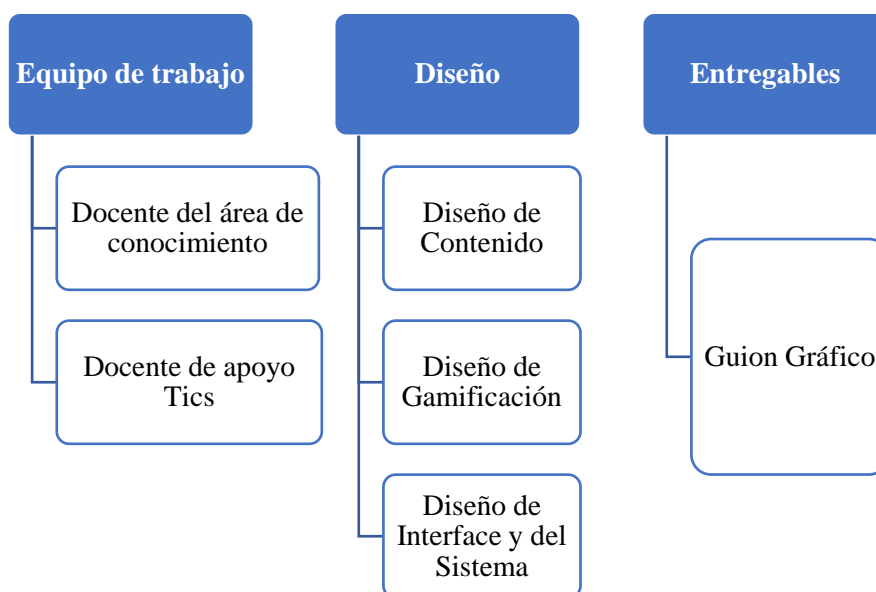 Equipo de trabajo
Docente del área de
conocimiento
Docente de apoyo
Tics
Diseño
Diseño de
Contenido
Diseño de
Gamificación
Diseño de
Interface y del
Sistema
Entregables
Guion Gráfico